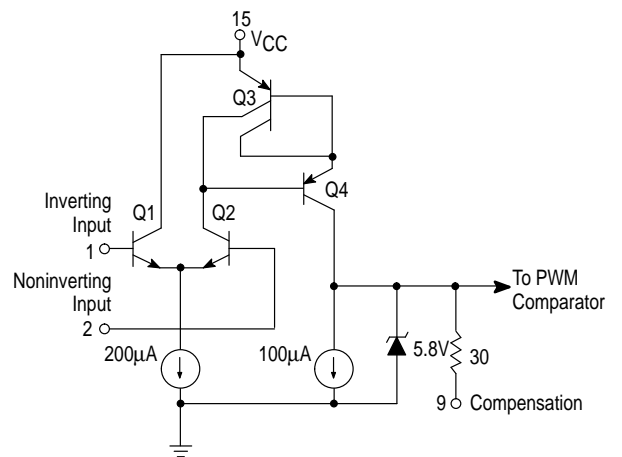 15
VCC
Q3
Q4
Inverting
Input
1
Q1
Q2
Noninverting
Input
2
To PWM
Comparator
200µA
100µA
5.8V
30
9
Compensation